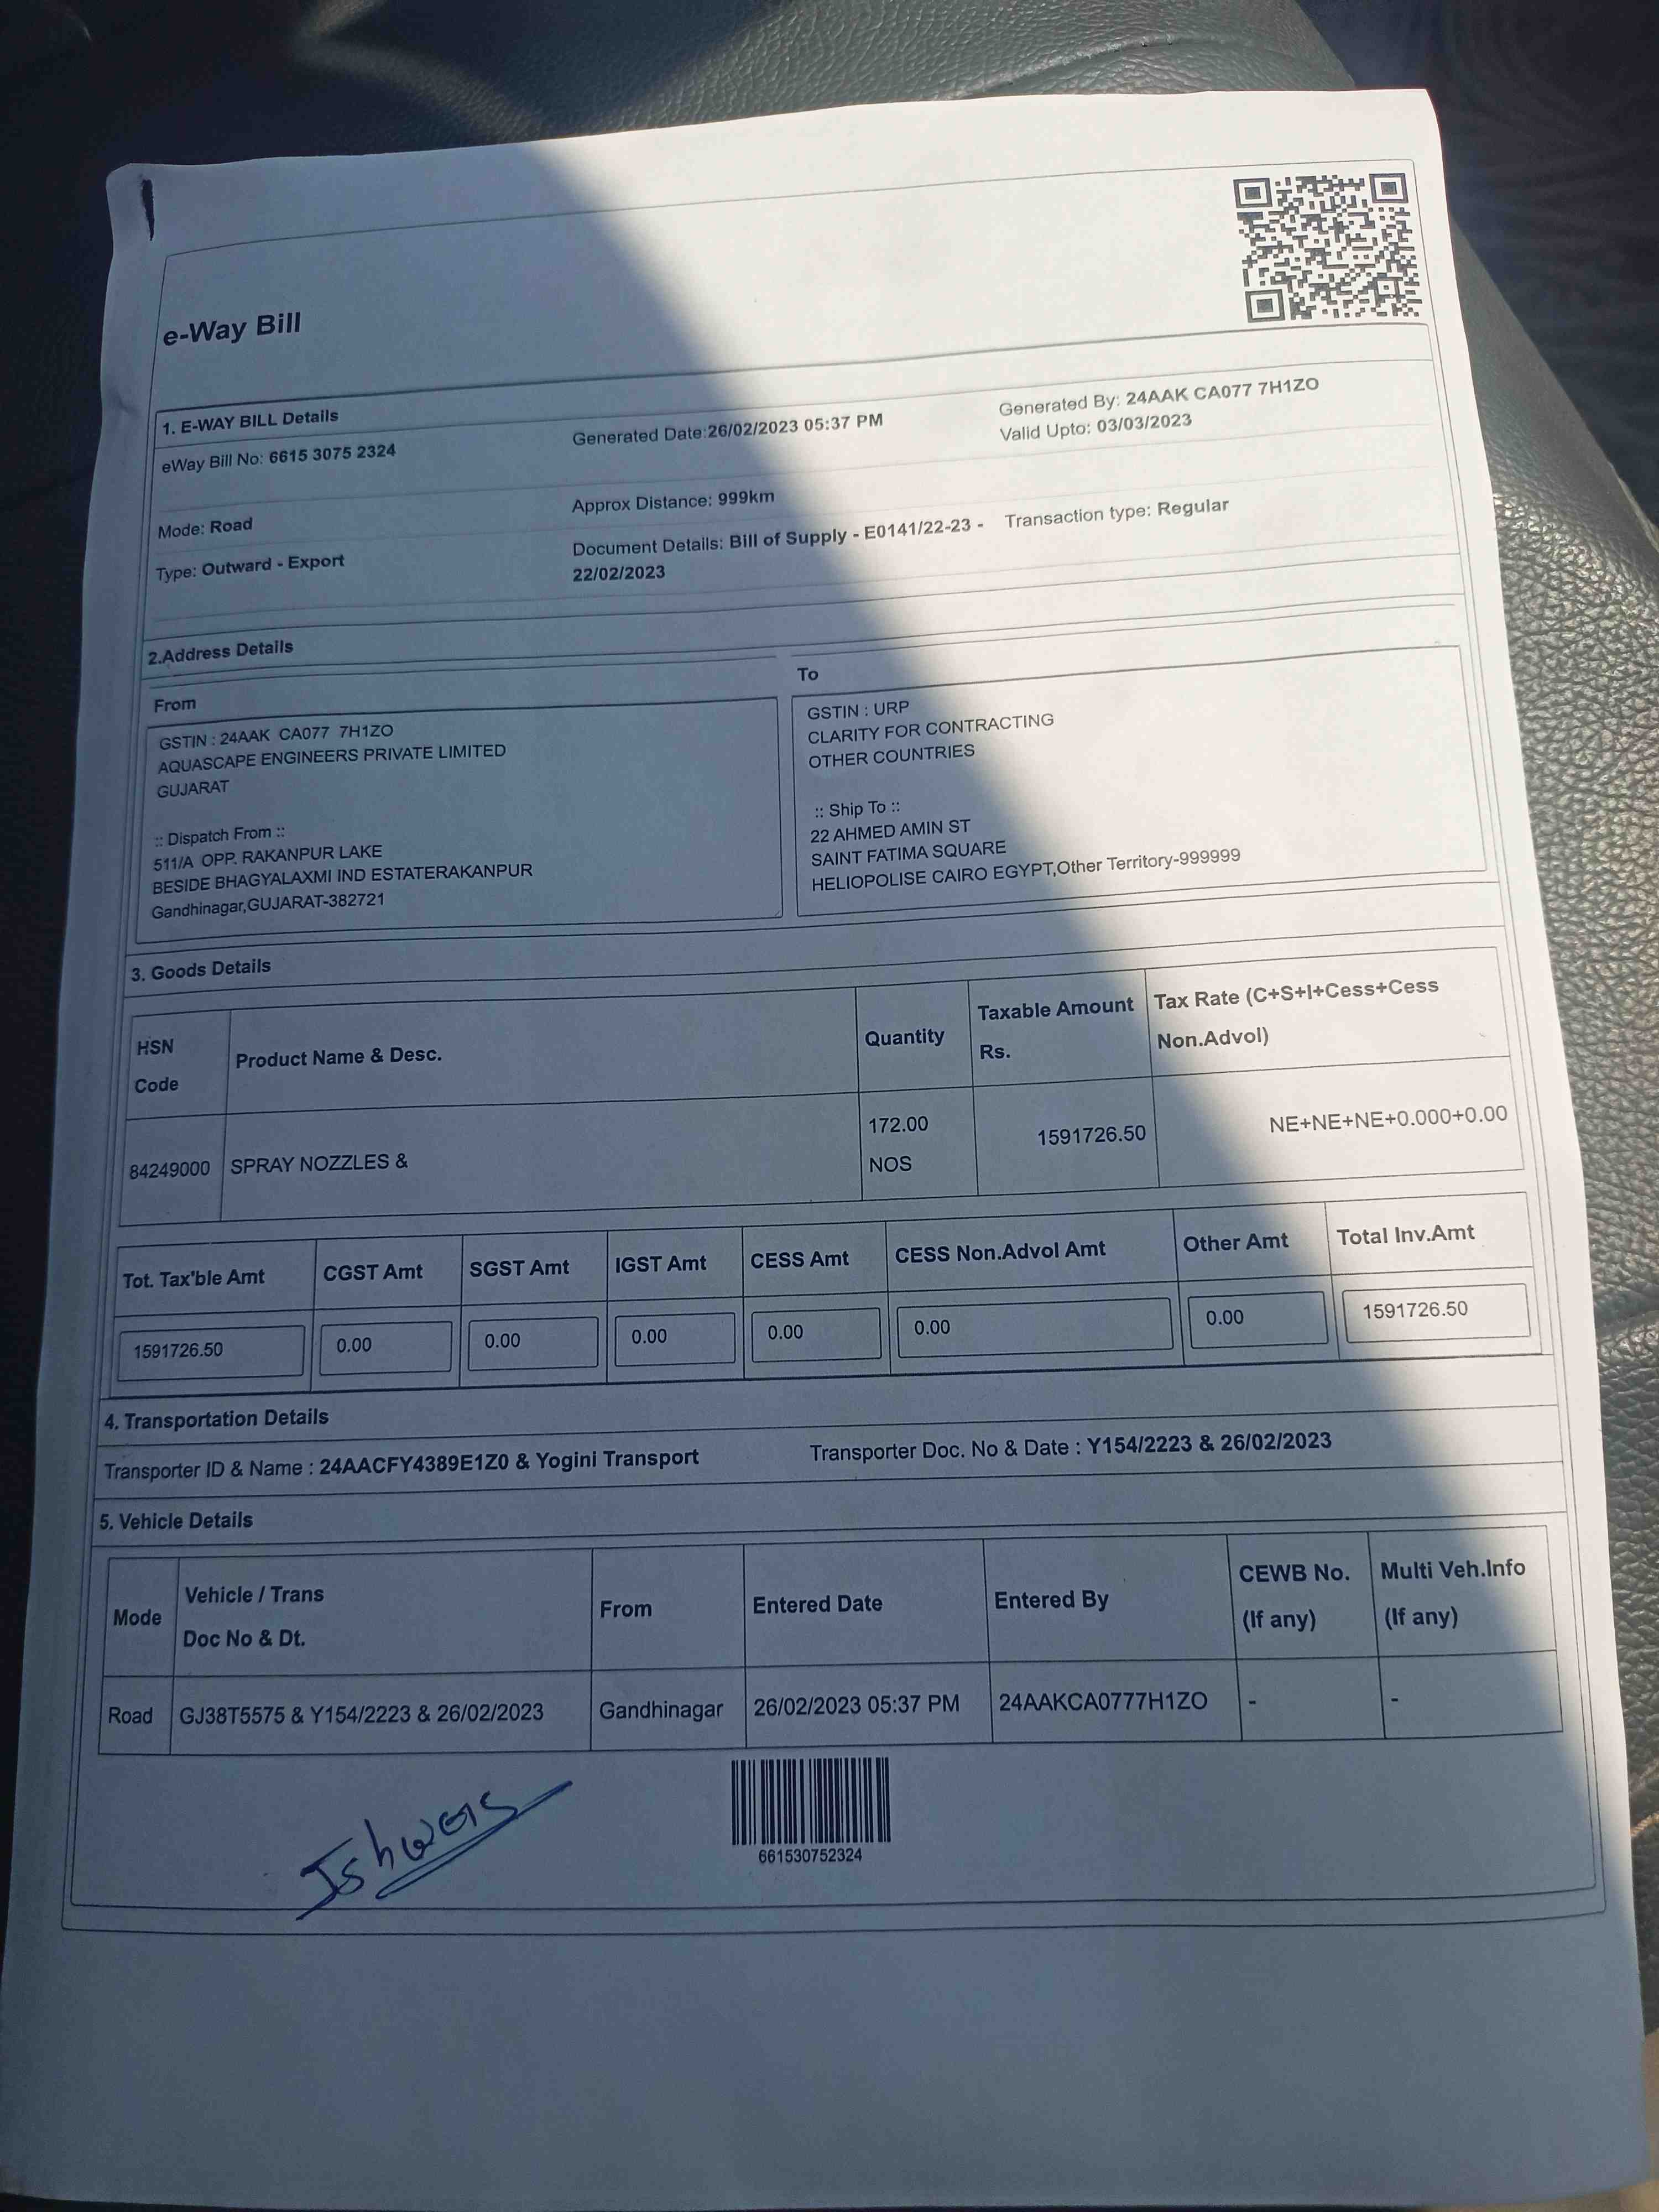 e-Way Bill
1. E-WAY BILL Details
eWay Bill No: 6615 3075 2324
Generated Date:26/02/2023 05:37 PM
Generated By: 24AAK CA077 7H1ZO
Valid Upto: 03/03/2023
Mode: Road
Approx Distance: 999km
Type: Outward - Export
Document Details: Bill of Supply - E0141/22-23 -
22/02/2023
Transaction type: Regular
2.Address Details
From
GSTIN : 24AAK CA077 7H1ZO
AQUASCAPE ENGINEERS PRIVATE LIMITED
GUJARAT
:: Dispatch From ::
511/A OPP. RAKANPUR LAKE
BESIDE BHAGYALAXMI IND ESTATERAKANPUR
Gandhinagar,GUJARAT-382721
To
GSTIN : URP
CLARITY FOR CONTRACTING
OTHER COUNTRIES
:: Ship To ::
22 AHMED AMIN ST
SAINT FATIMA SQUARE
HELIOPOLISE CAIRO EGYPT,Other Territory-999999
3. Goods Details
HSN
Code
Product Name & Desc.
Quantity
Taxable Amount
Rs.
Tax Rate (C+S+I+Cess+Cess
Non.Advol)
84249000
SPRAY NOZZLES &
172.00
NOS
1591726.50
NE+NE+NE+0.000+0.00
Tot. Tax'ble Amt
CGST Amt
SGST Amt
IGST Amt
CESS Amt
CESS Non.Advol Amt
Other Amt
Total Inv.Amt
1591726.50
0.00
0.00
0.00
0.00
0.00
0.00
1591726.50
4. Transportation Details
Transporter ID & Name : 24AACFY4389E1Z0 & Yogini Transport
Transporter Doc. No & Date : Y154/2223 & 26/02/2023
5. Vehicle Details
Mode
Vehicle / Trans
Doc No & Dt.
From
Entered Date
Entered By
CEWB No.
(If any)
Multi Veh.Info
(If any)
Road
GJ38T5575 & Y154/2223 & 26/02/2023
Gandhinagar
26/02/2023 05:37 PM
24AAKCA0777H1ZO
-
-
661530752324